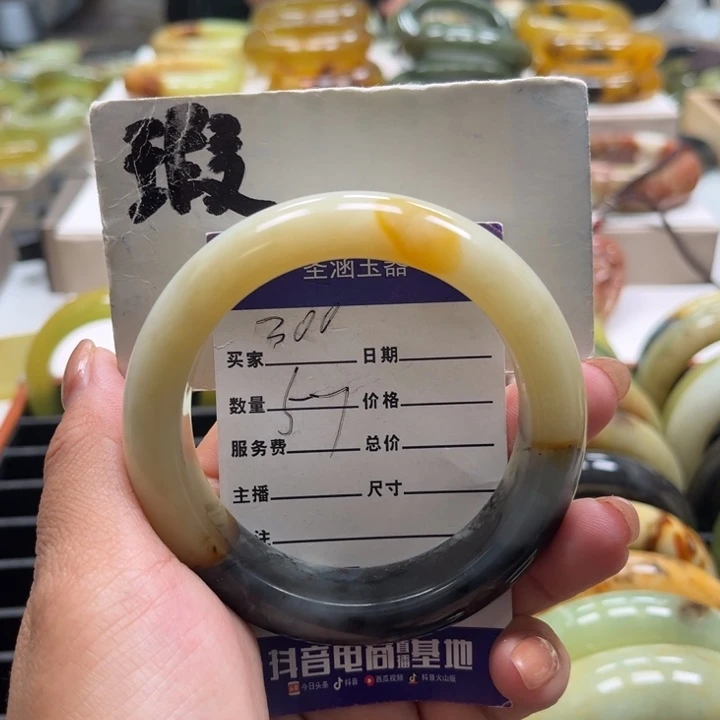 瑕
圣涵玉器
300
买家 日期
57
数量 价格
服务费 总价
主播 尺寸
注
抖音电商直播基地
今日头条 抖音 西瓜视频 抖音火山版